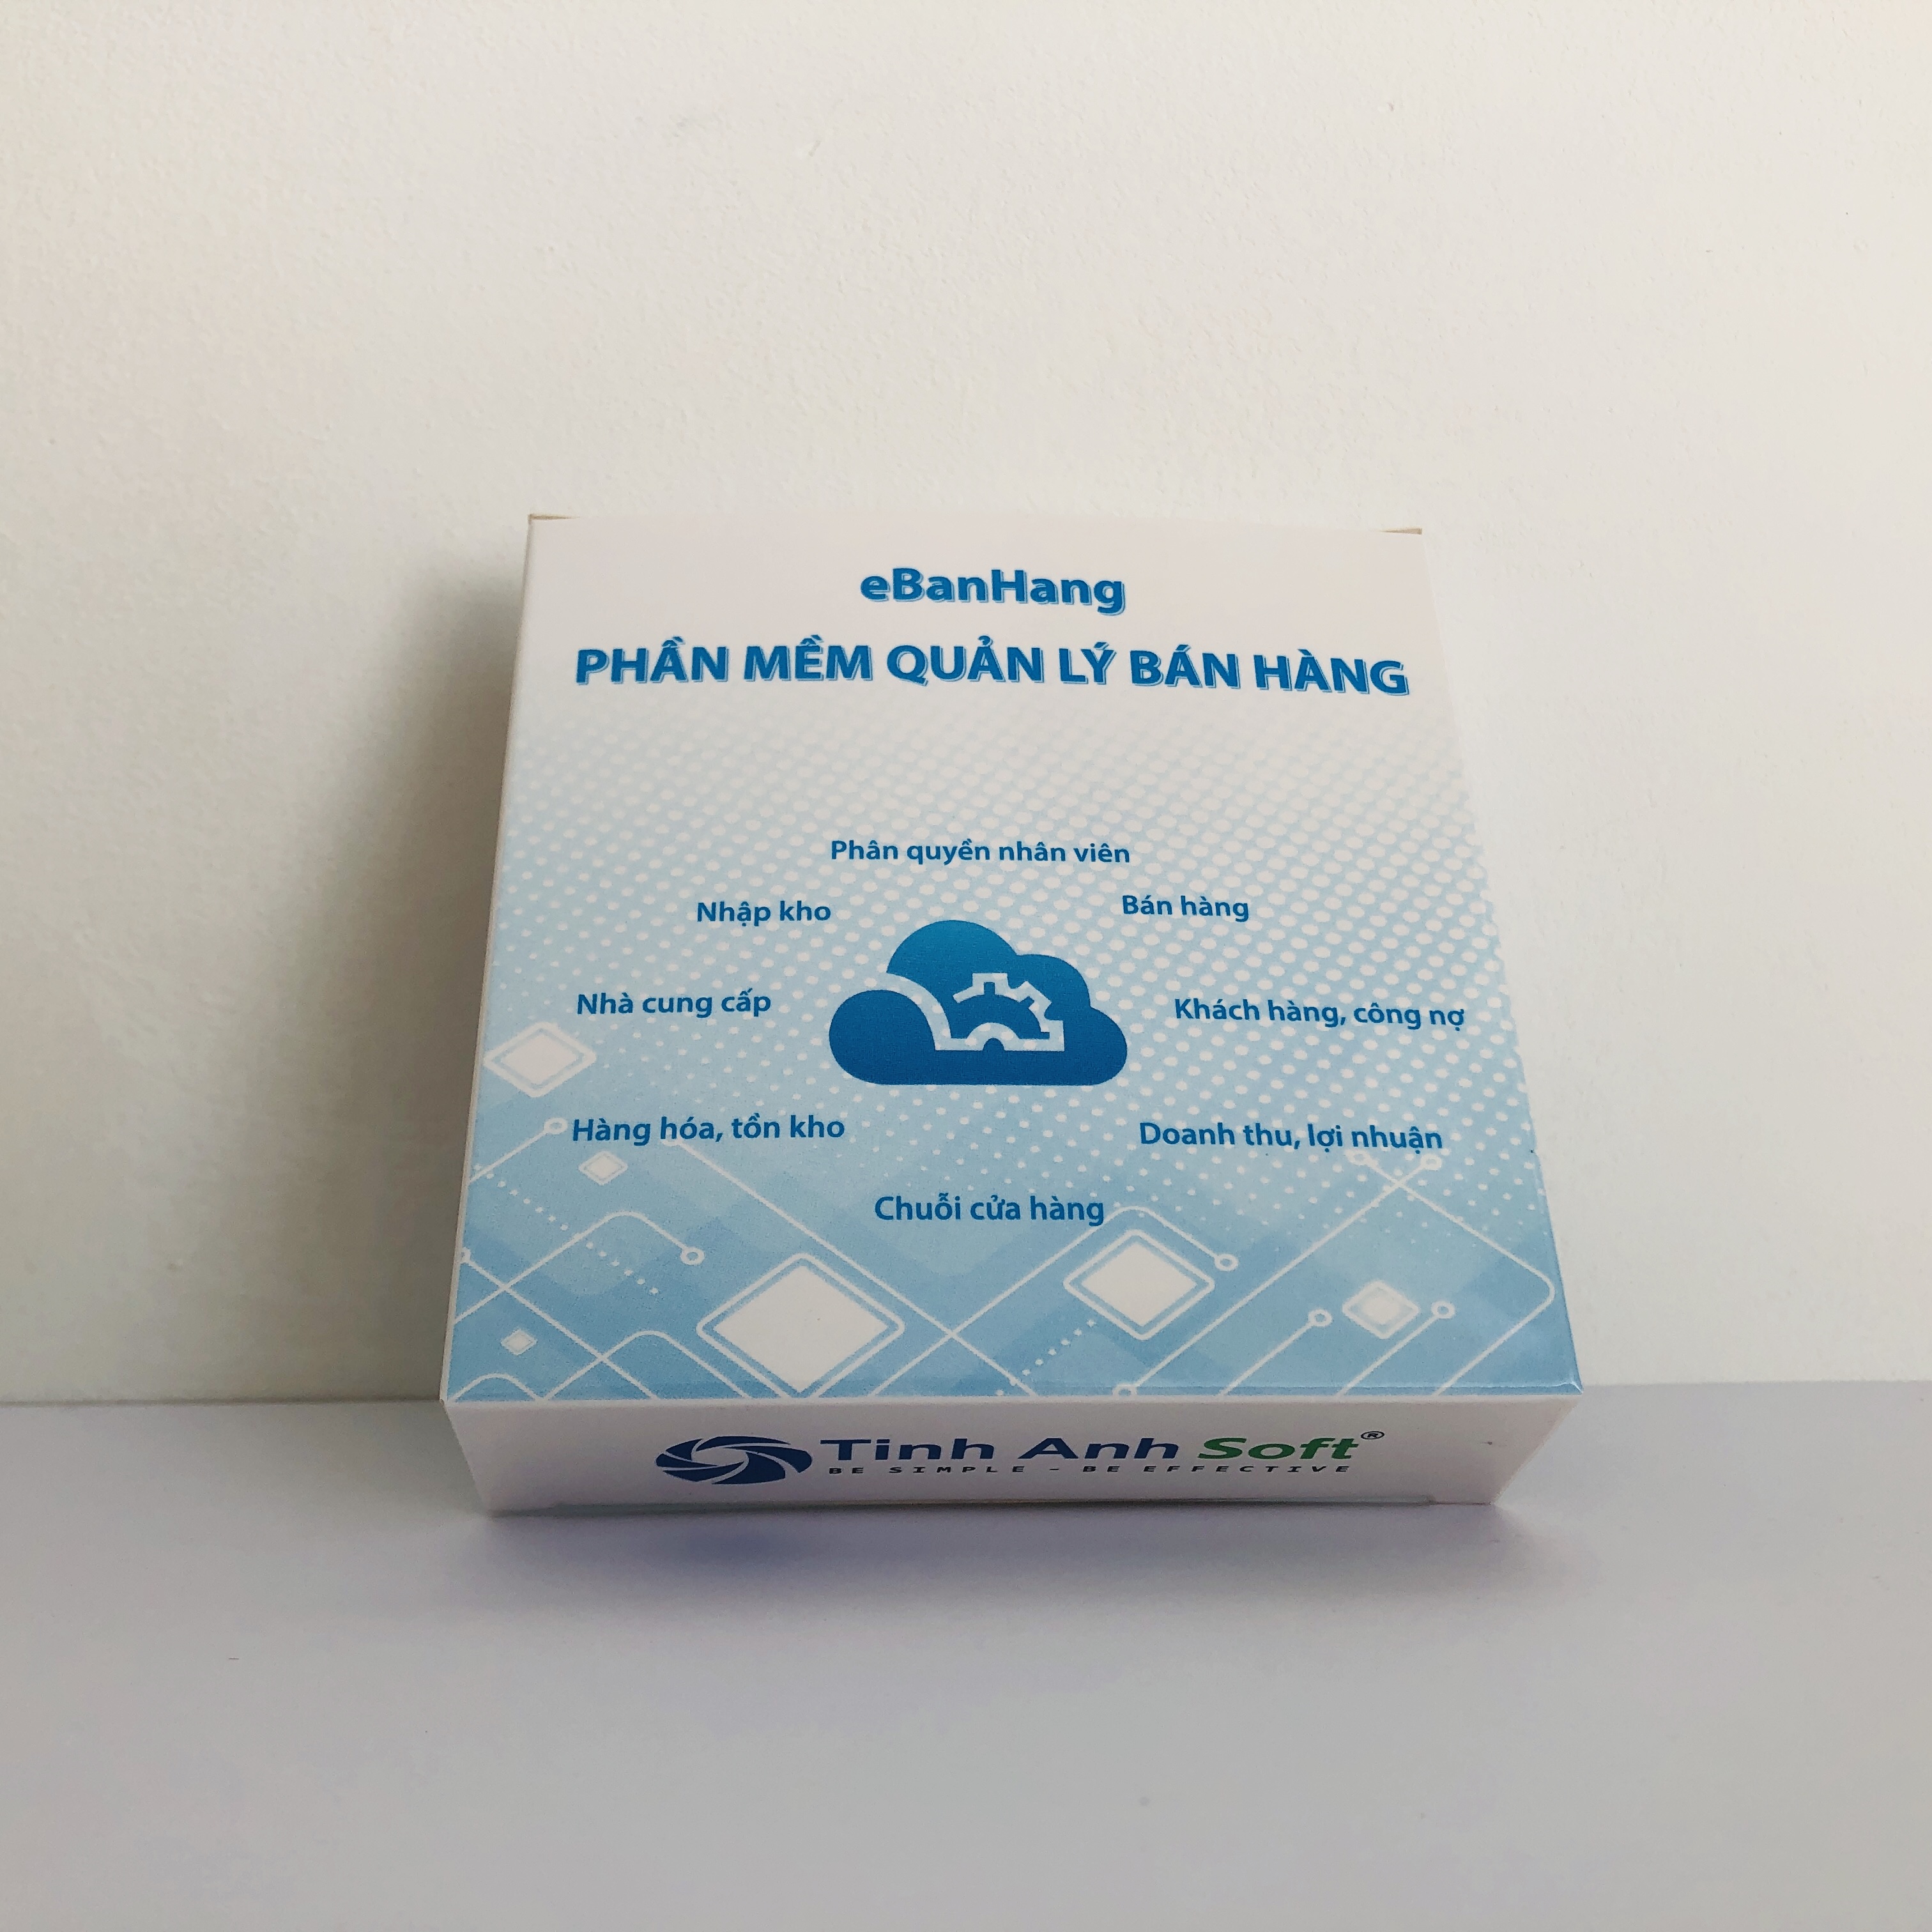 eBanHang
PHẦN MỀM QUẢN LÝ BÁN HÀNG
Phân quyền nhân viên
Nhập kho
Bán hàng
Nhà cung cấp
Khách hàng, công nợ
Hàng hóa, tồn kho
Doanh thu, lợi nhuận
Chuỗi cửa hàng
Tinh Anh Soft®
BE SIMPLE - BE EFFECTIVE